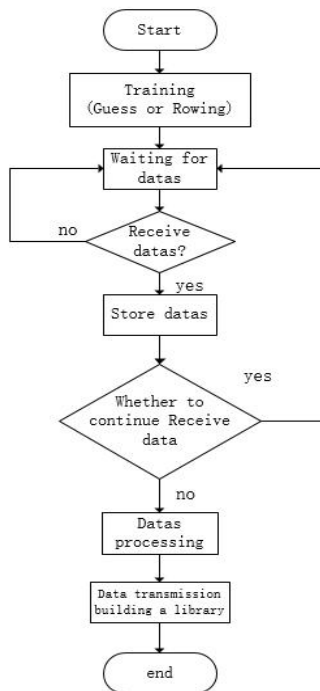 Start
Training
(Guess or Rowing)
Waiting for
datas
no
Receive
datas?
yes
Store datas
yes
Whether to
continue Receive
data
no
Datas
processing
Data transmission
building a library
end